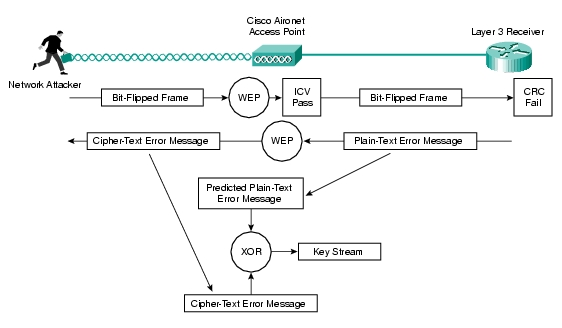 Cisco Aironet
Access Point
Layer 3 Receiver
Network Attacker
Bit-Flipped Frame
WEP
ICV
Pass
Bit-Flipped Frame
CRC
Fail
Cipher-Text Error Message
WEP
Plain-Text Error Message
Predicted Plain-Text
Error Message
XOR
Key Stream
Cipher-Text Error Message